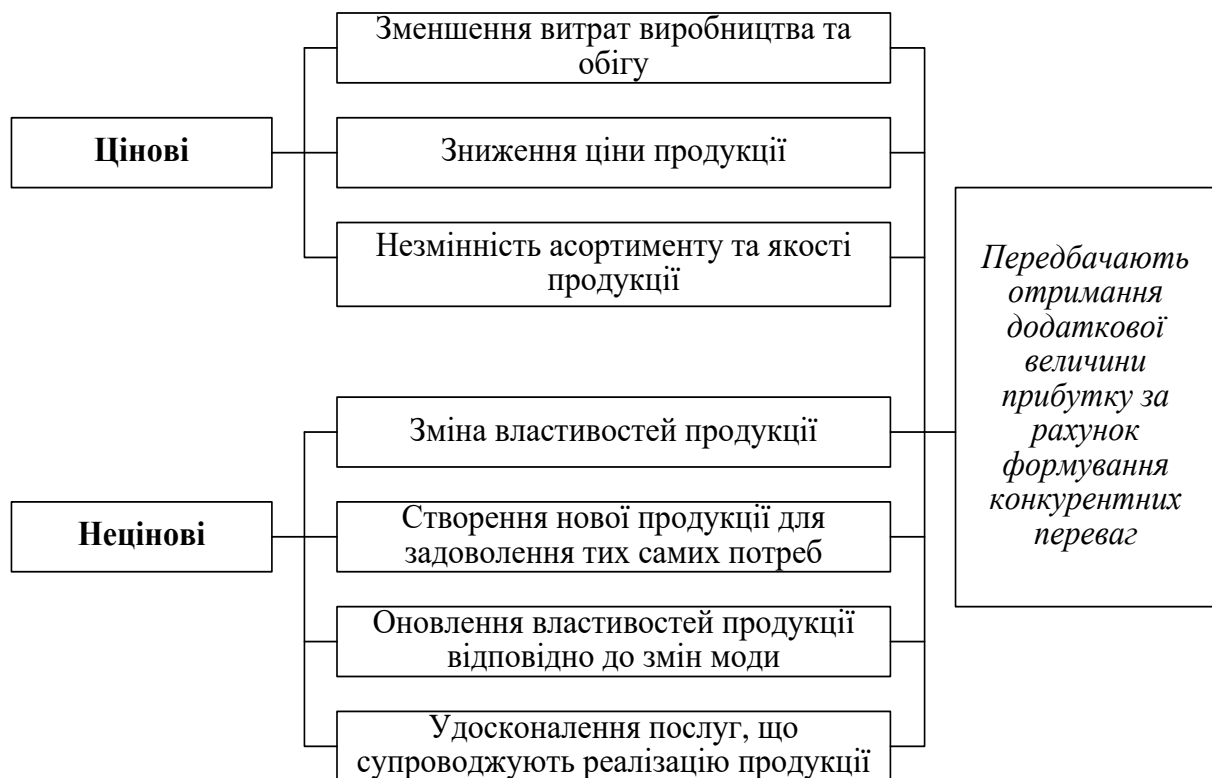 Цінові
Зменшення витрат виробництва та
обігу
Зниження ціни продукції
Незмінність асортименту та якості
продукції
Нецінові
Зміна властивостей продукції
Створення нової продукції для
задоволення тих самих потреб
Оновлення властивостей продукції
відповідно до змін моди
Удосконалення послуг, що
супроводжують реалізацію продукції
Передбачають
отримання
додаткової
величини
прибутку за
рахунок
формування
конкурентних
переваг